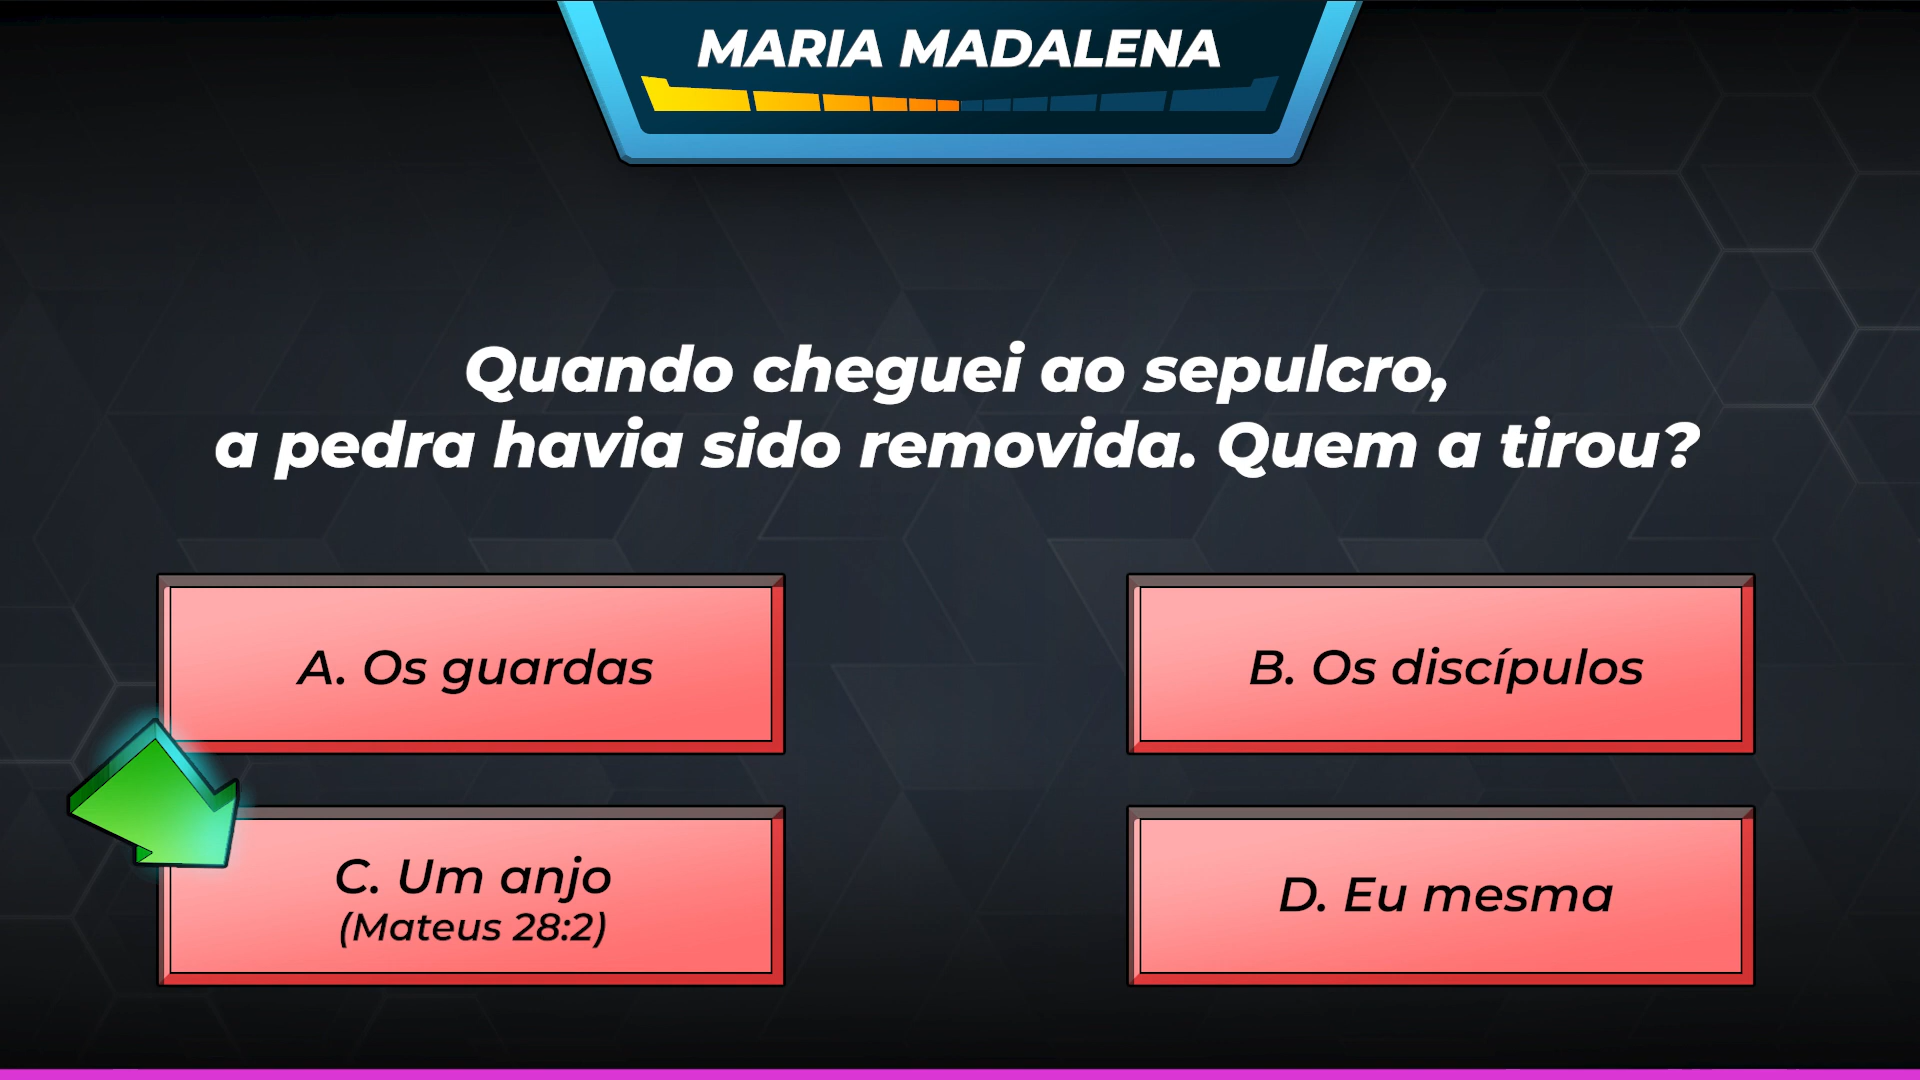 MARIA MADALENA
Quando cheguei ao sepulcro,
a pedra havia sido removida. Quem a tirou?
A. Os guardas
B. Os discípulos
C. Um anjo
(Mateus 28:2)
D. Eu mesma